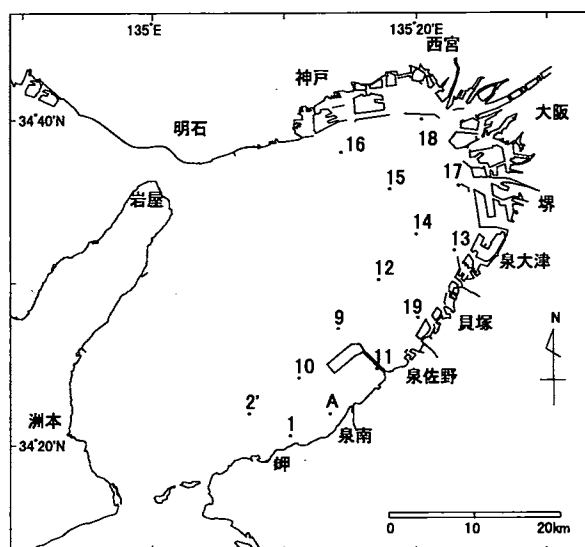 135°E
135°20'E
西宮
神戸
大阪
34°40'N
明石
18
16
17
15
岩屋
堺
14
13
泉大津
12
19
9
貝塚
N
10
11
泉佐野
2'
A
洲本
1
泉南
34°20'N
岬
0 10 20km